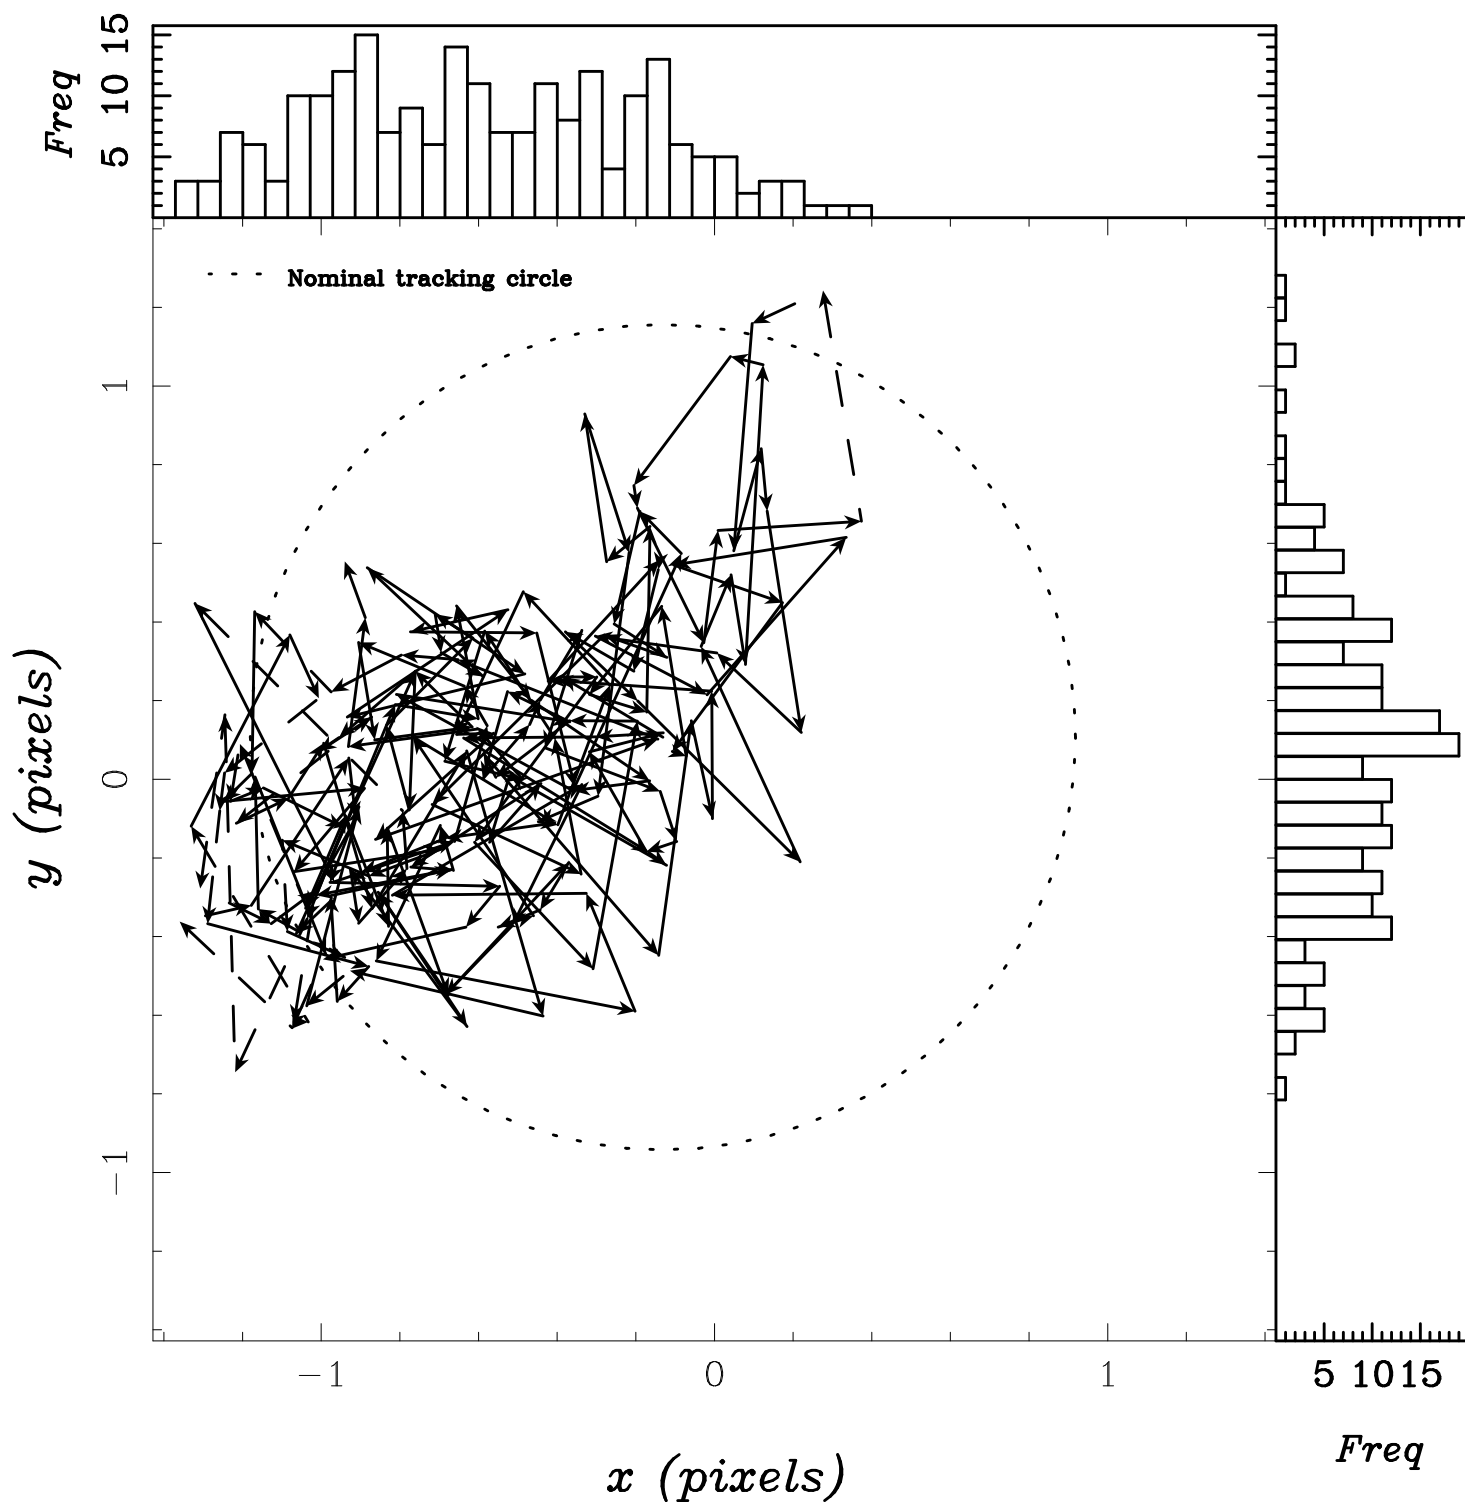 Freq
5 10 15
Nominal tracking circle
1
0
−1
y (pixels)
−1 0 1
x (pixels)
5 10 15
Freq